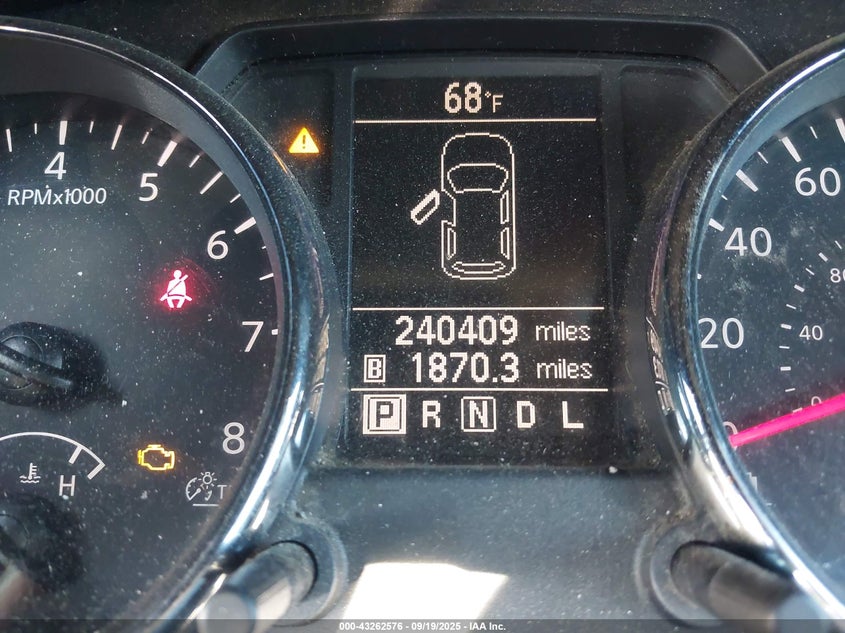 68°F
4
5
RPMx1000
6
7
8
H
T
240409 miles
B 1870.3 miles
P R N D L
60
40
20
80
40
000-43262576 - 09/19/2025 - IAA Inc.